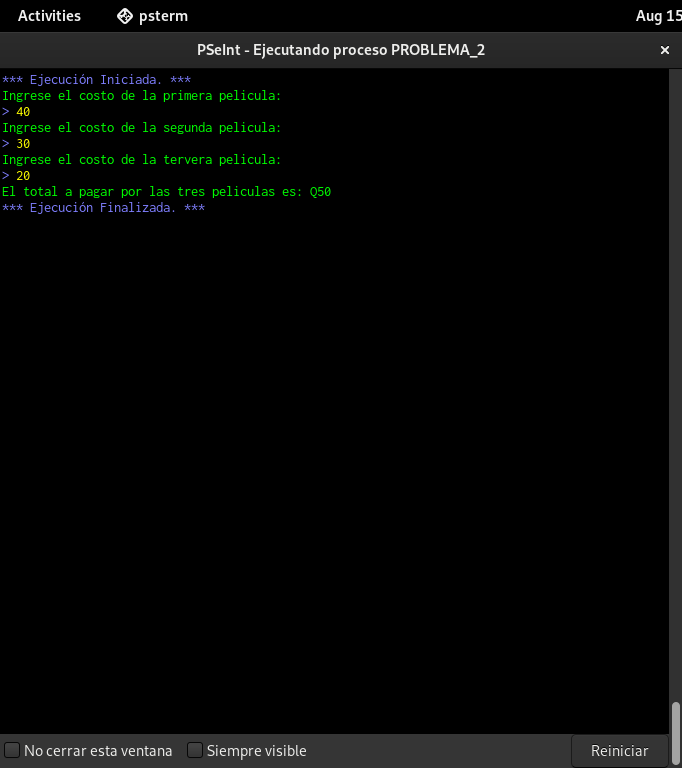 Activities psterm Aug 15
PSeInt - Ejecutando proceso PROBLEMA_2 ×
*** Ejecución Iniciada. ***
Ingrese el costo de la primera pelicula:
> 40
Ingrese el costo de la segunda pelicula:
> 30
Ingrese el costo de la tervera pelicula:
> 20
El total a pagar por las tres peliculas es: Q50
*** Ejecución Finalizada. ***
No cerrar esta ventana Siempre visible Reiniciar